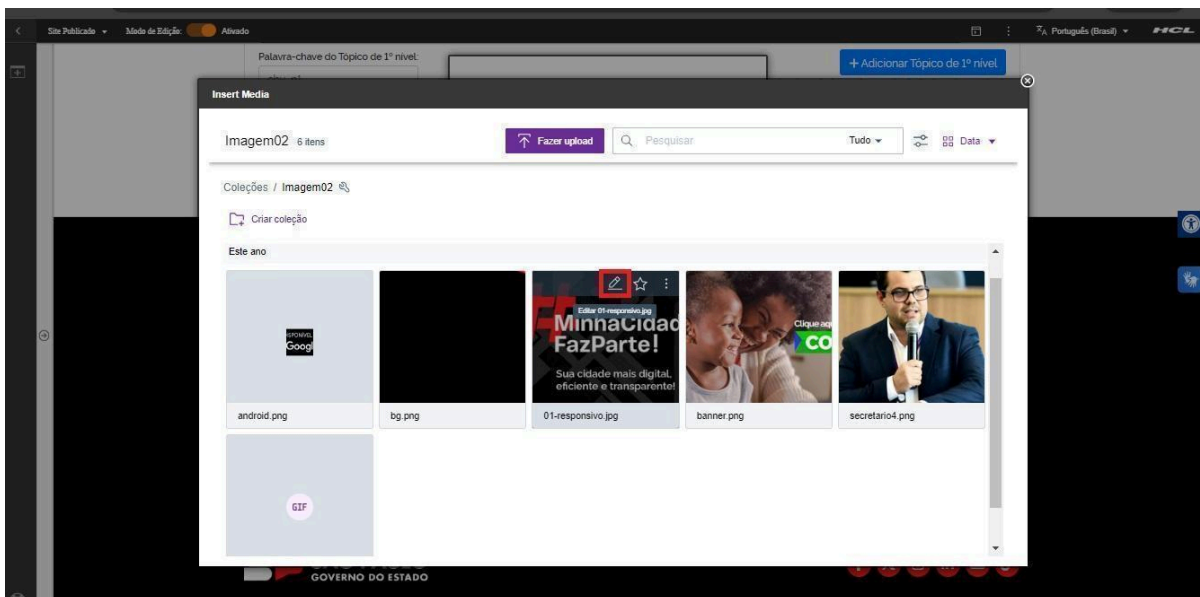 Site Publicado
Modo de Edição:
Ativado
Português (Brasil)
HCL
Palavra-chave do Tópico de 1º nível:
+ Adicionar Tópico de 1º nível
Insert Media
Imagem02 6 itens
Fazer upload
Pesquisar
Tudo
Data
Coleções / Imagem02
Criar coleção
Este ano
Editar 01-responsivo.jpg
MinhaCidad
FazParte!
Sua cidade mais digital,
eficiente e transparente!
Googl
Clique aq
CO
android.png
bg.png
01-responsivo.jpg
banner.png
secretario4.png
GIF
GOVERNO DO ESTADO